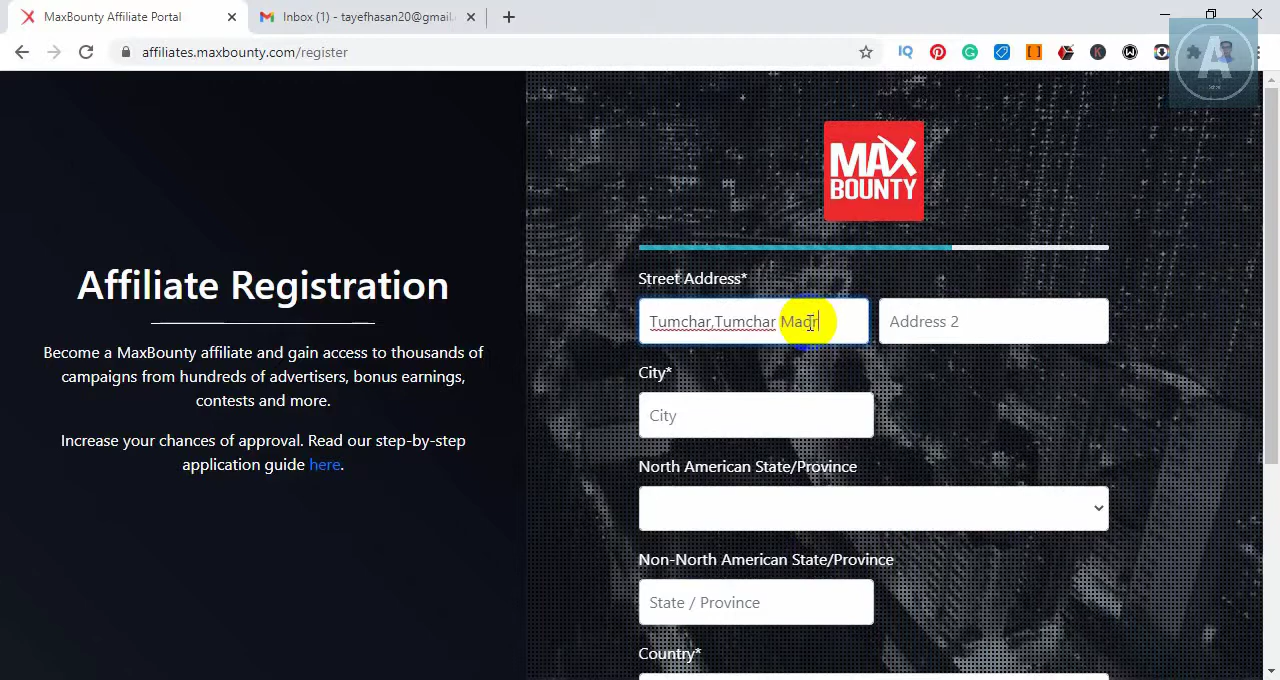 MaxBounty Affiliate Portal
Inbox (1) - tayefhasan20@gmail.
affiliates.maxbounty.com/register
MAX
BOUNTY
Affiliate Registration
Become a MaxBounty affiliate and gain access to thousands of
campaigns from hundreds of advertisers, bonus earnings,
contests and more.
Increase your chances of approval. Read our step-by-step
application guide here.
Street Address*
Tumchar,Tumchar Madr
Address 2
City*
City
North American State/Province
Non-North American State/Province
State / Province
Country*